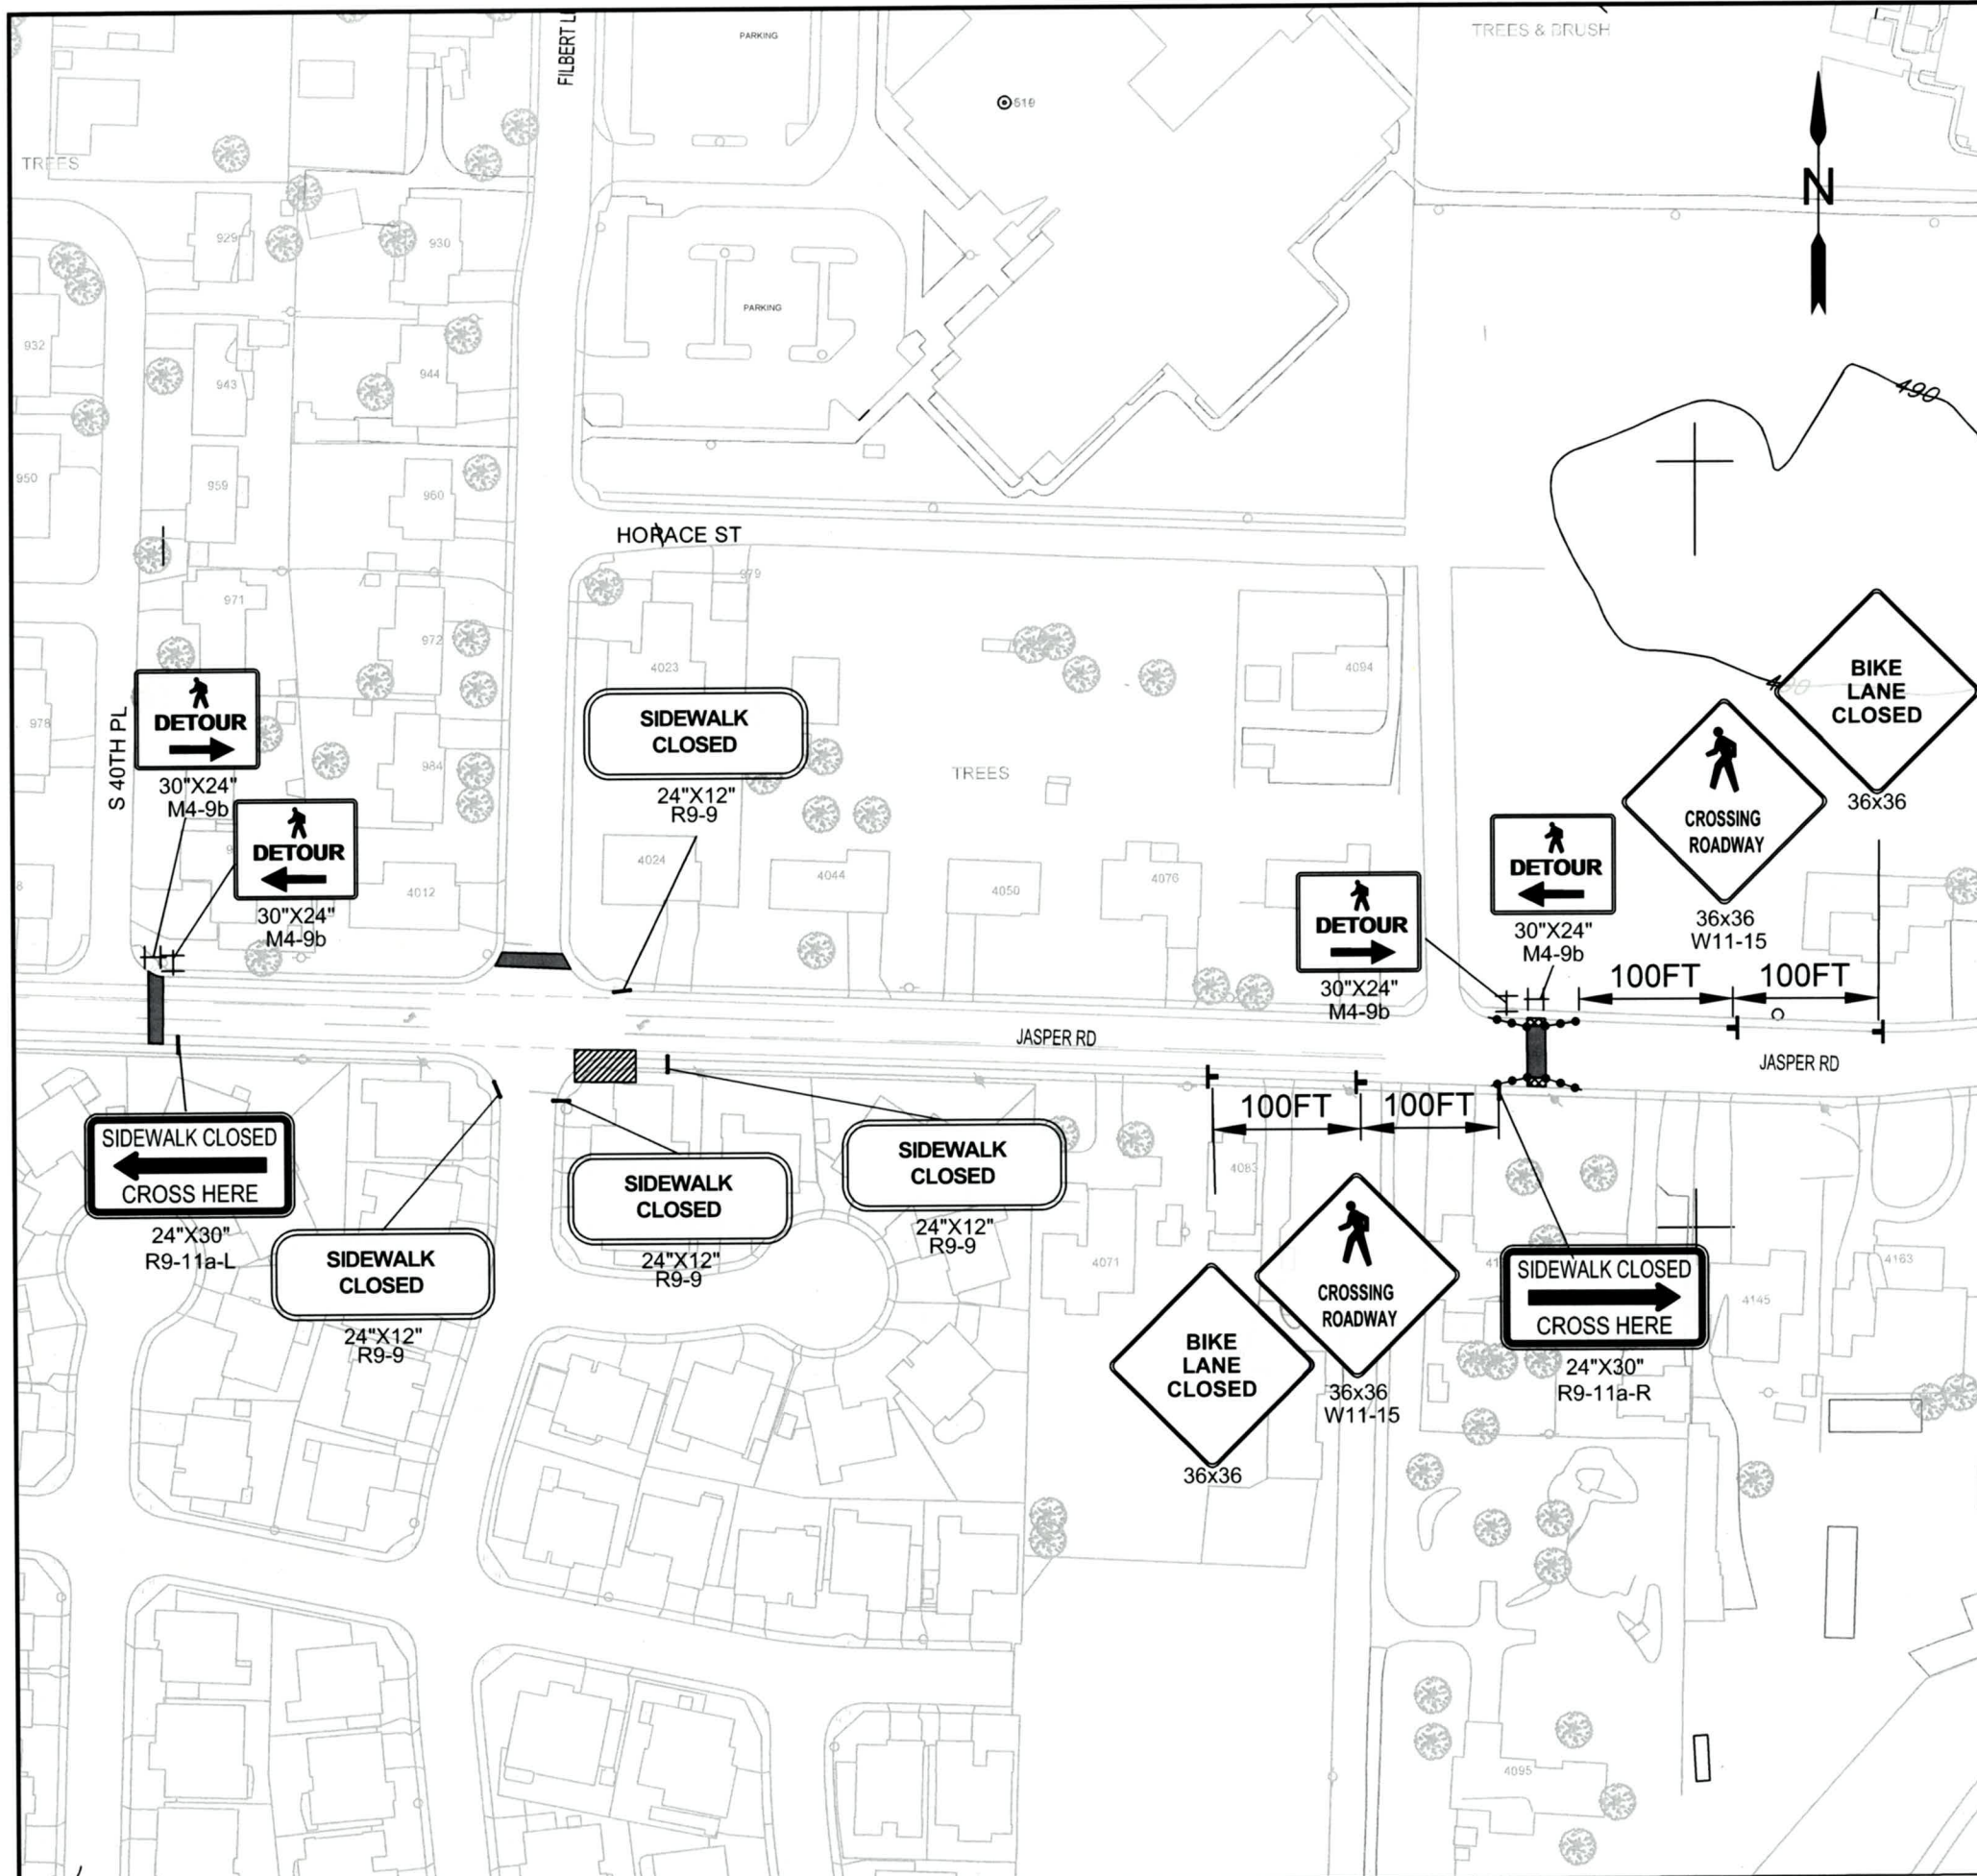 FILBERT
PARKING
TREES & BRUSH
519
TREES
N
929
930
PARKING
932
943
944
490
950
959
960
HORACE ST
979
971
972
4023
4094
978
S 40TH PL
DETOUR
30"X24"
M4-9b
984
SIDEWALK
CLOSED
24"X12"
R9-9
TREES
BIKE
LANE
CLOSED
36x36
CROSSING
ROADWAY
36x36
W11-15
DETOUR
30"X24"
M4-9b
4012
4024
4044
4050
4076
DETOUR
30"X24"
M4-9b
DETOUR
30"X24"
M4-9b
100FT
100FT
JASPER RD
JASPER RD
100FT
100FT
SIDEWALK CLOSED
CROSS HERE
24"X30"
R9-11a-L
SIDEWALK
CLOSED
24"X12"
R9-9
SIDEWALK
CLOSED
24"X12"
R9-9
SIDEWALK
CLOSED
24"X12"
R9-9
4083
4071
CROSSING
ROADWAY
36x36
W11-15
BIKE
LANE
CLOSED
36x36
SIDEWALK CLOSED
CROSS HERE
24"X30"
R9-11a-R
4145
4163
4095